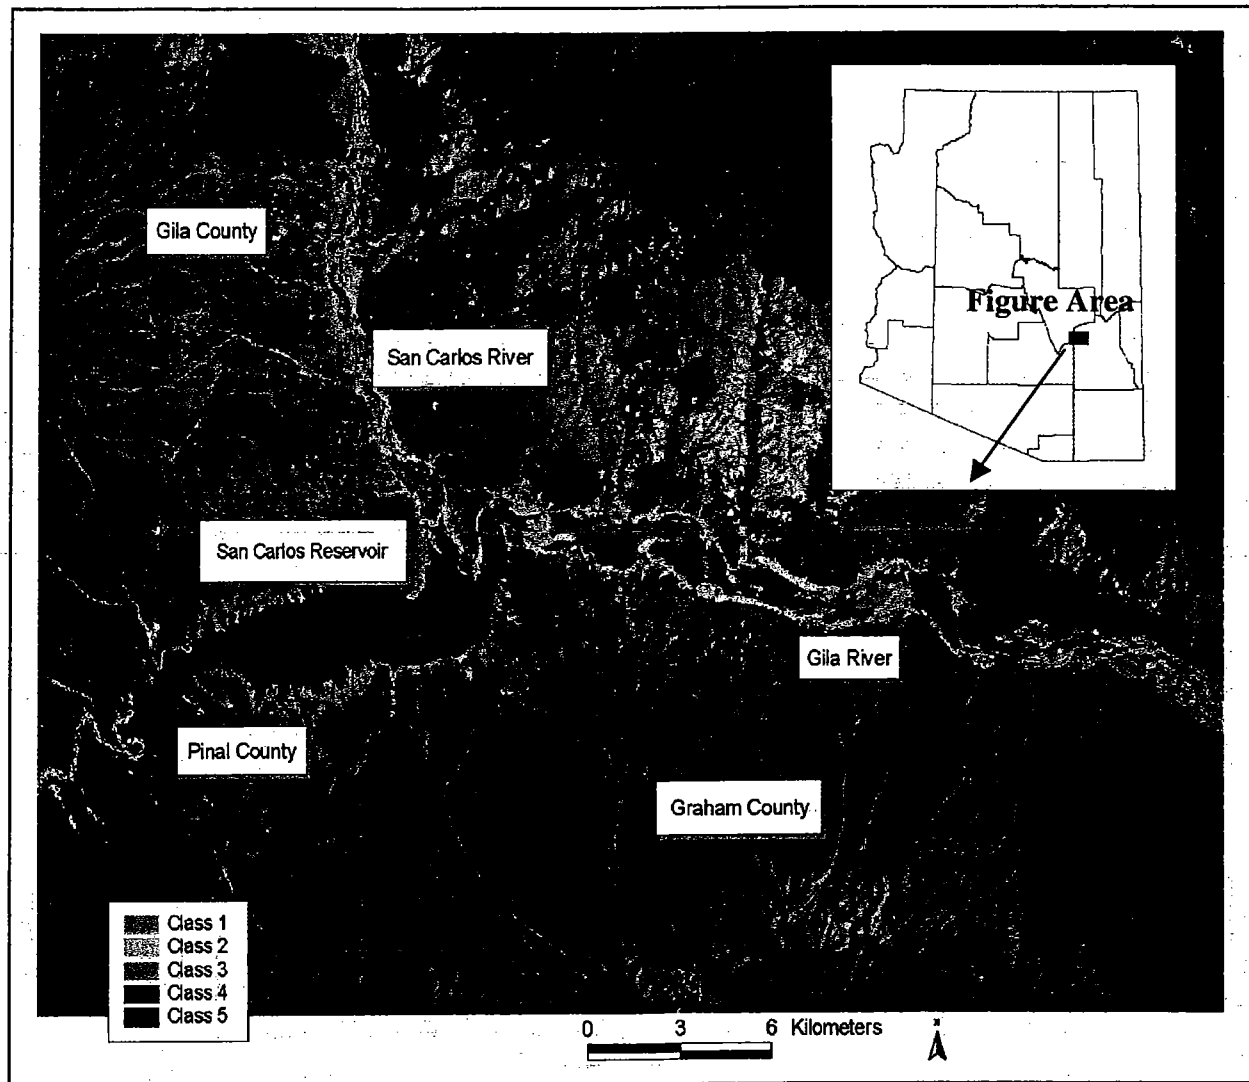 Gila County
Figure Area
San Carlos River
San Carlos Reservoir
Gila River
Pinal County
Graham County
Class 1
Class 2
Class 3
Class 4
Class 5
0 3 6 Kilometers